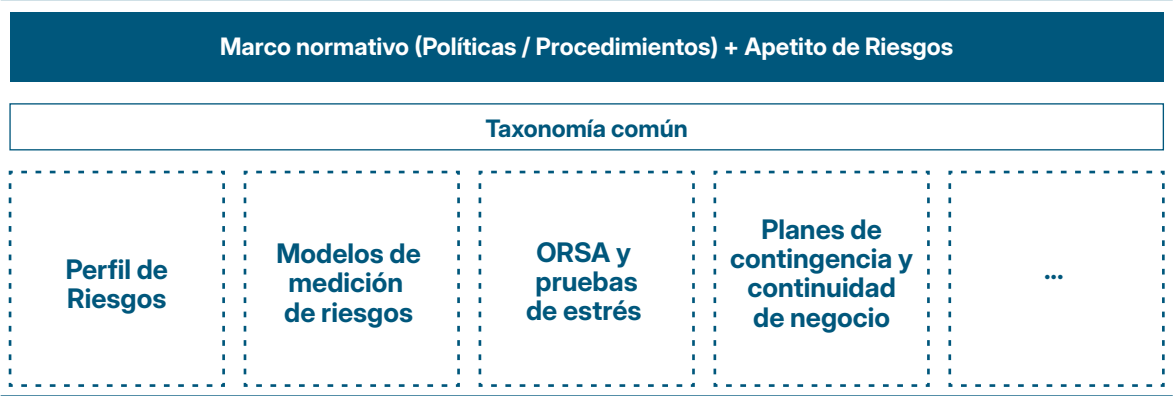 Marco normativo (Políticas / Procedimientos) + Apetito de Riesgos
Taxonomía común
Perfil de
Riesgos
Modelos de
medición
de riesgos
ORSA y
pruebas
de estrés
Planes de
contingencia y
continuidad
de negocio
...